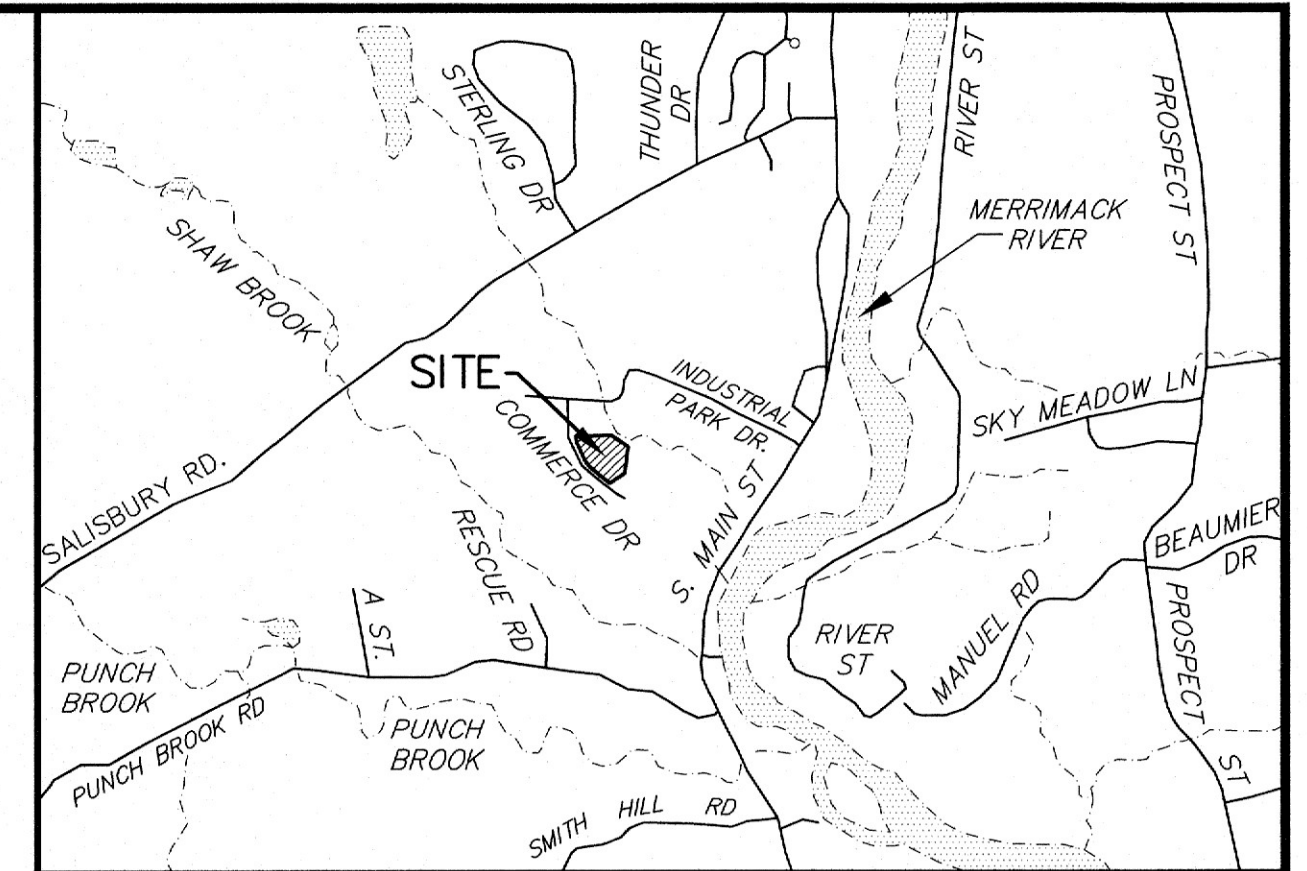 THUNDER
DR
STERLING DR
RIVER ST
PROSPECT ST
SHAW BROOK
MERRIMACK
RIVER
SITE
INDUSTRIAL
PARK DR.
COMMERCE DR
SKY MEADOW LN
SALISBURY RD.
RESCUE RD
S. MAIN ST
BEAUMIER
DR
A ST.
RIVER
ST
MANUEL RD
PROSPECT
ST
PUNCH
BROOK
PUNCH BROOK RD
PUNCH
BROOK
SMITH HILL RD